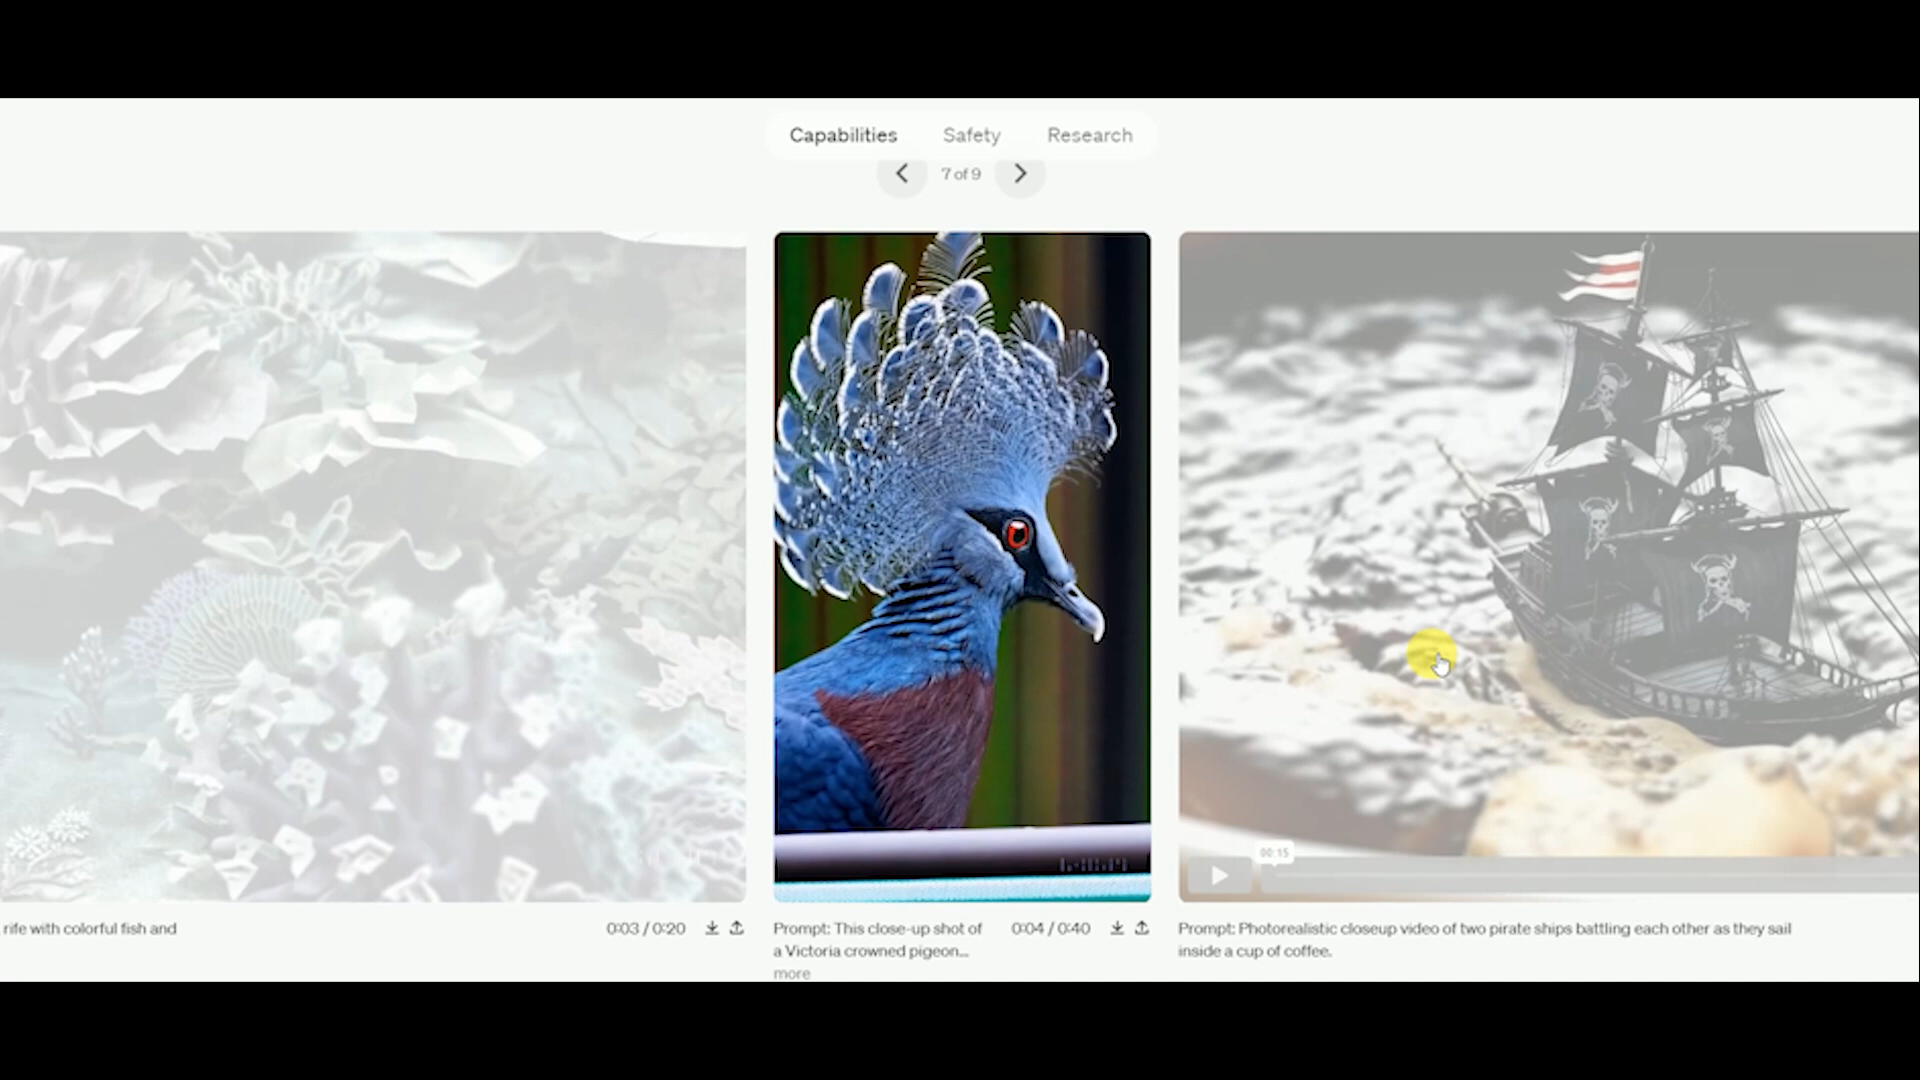 Capabilities Safety Research
7 of 9
00:15
rife with colorful fish and
0:03 / 0:20
Prompt: This close-up shot of
a Victoria crowned pigeon...
more
0:04 / 0:40
Prompt: Photorealistic closeup video of two pirate ships battling each other as they sail
inside a cup of coffee.